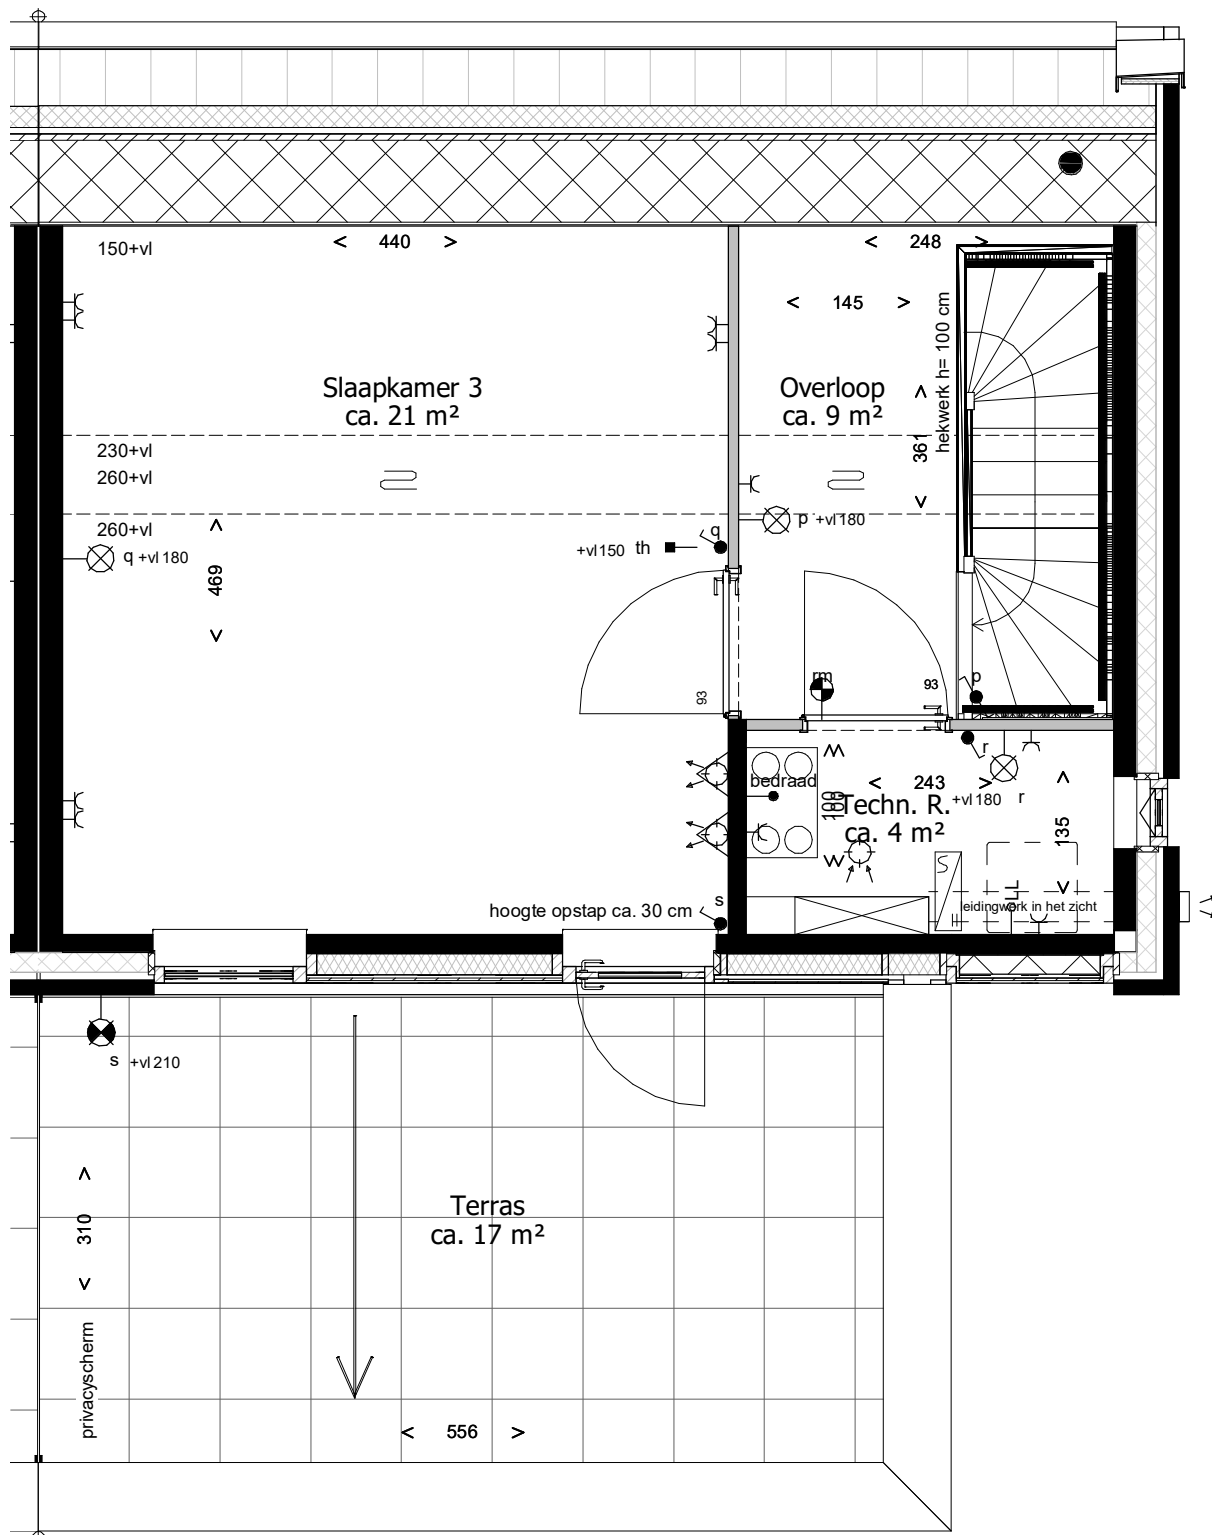 150+vl
440
248
145
hekwerk h= 100 cm
Slaapkamer 3
ca. 21 m²
Overloop
ca. 9 m²
361
230+vl
260+vl
260+vl
q +vl 180
469
+vl 150 th
q
p +vl 180
93
rm
93
p
r
bedraad
100
243
Techn. R.
ca. 4 m²
+vl 180 r
135
hoogte opstap ca. 30 cm
s
leidingwerk in het zicht
s +vl 210
310
Terras
ca. 17 m²
privacyscherm
556